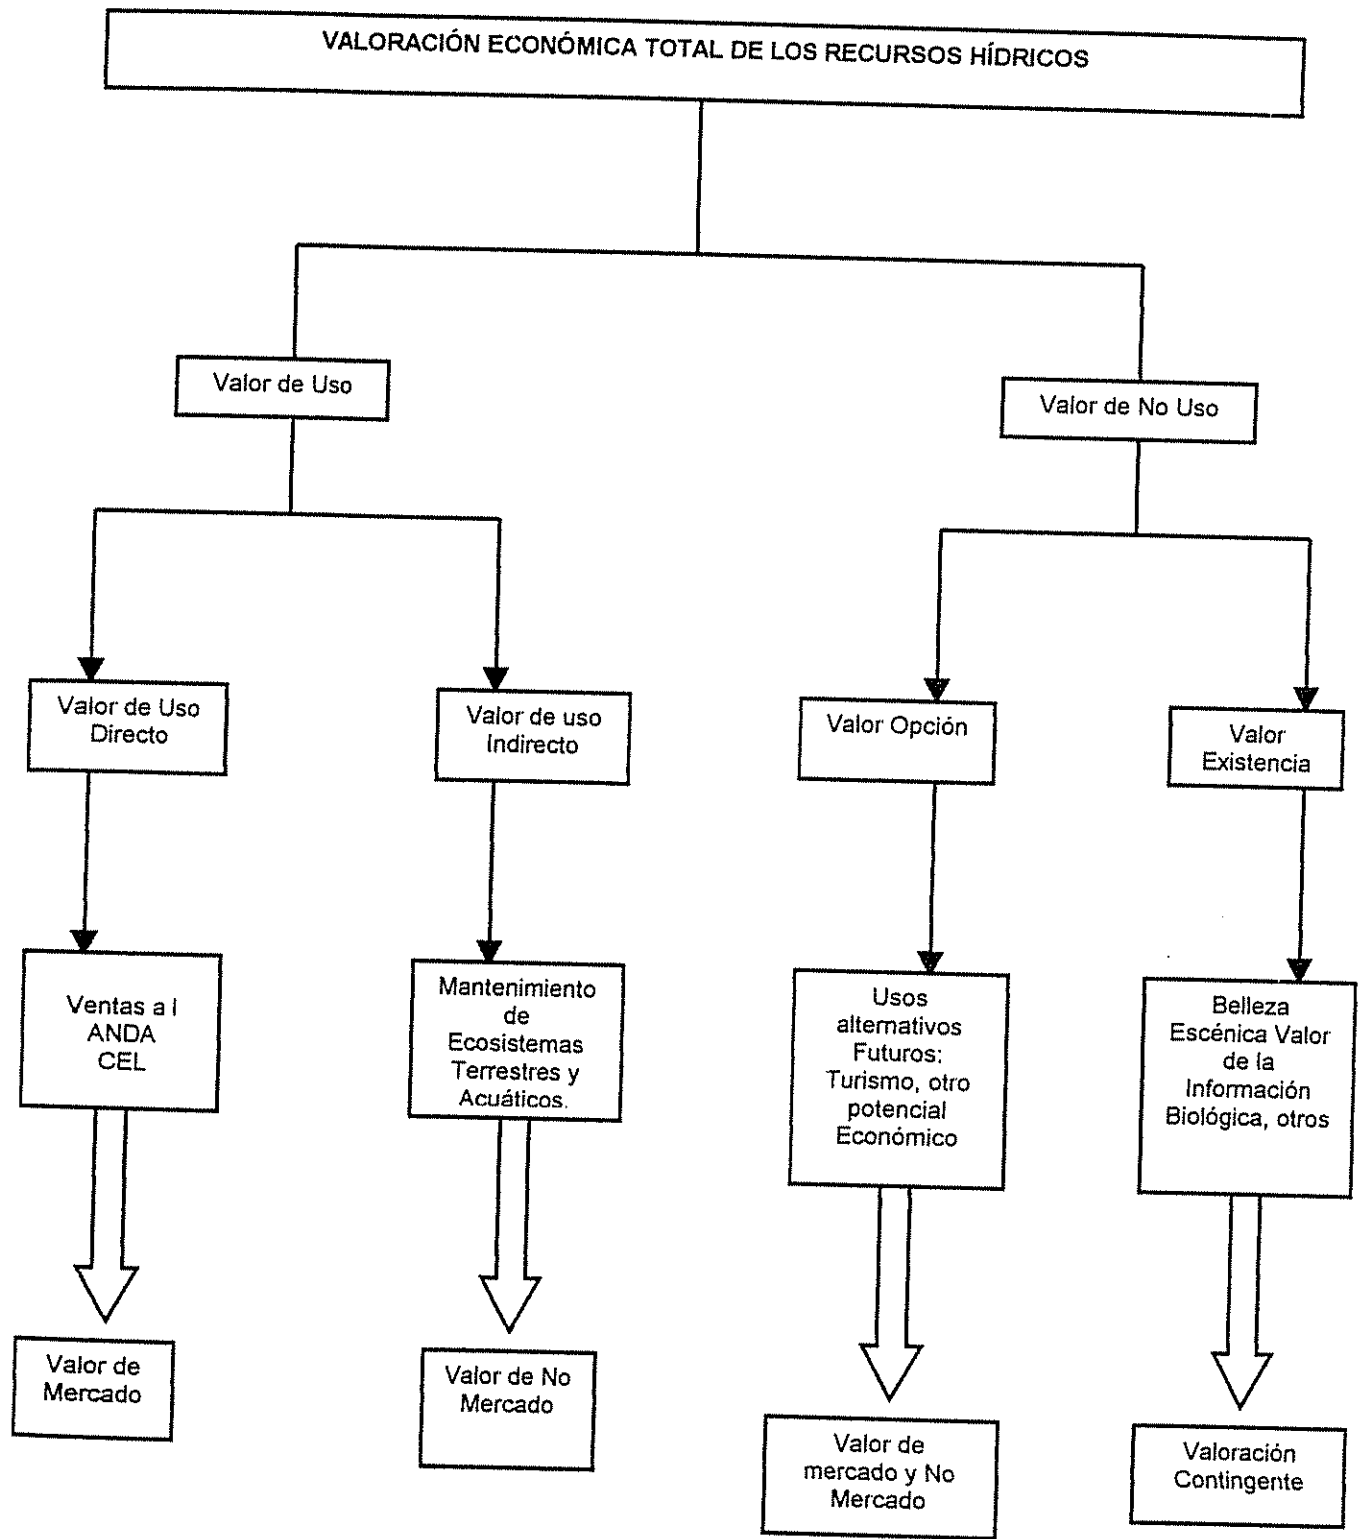 VALORACIÓN ECONÓMICA TOTAL DE LOS RECURSOS HÍDRICOS
Valor de Uso
Valor de No Uso
Valor de Uso
Directo
Valor de uso
Indirecto
Valor Opción
Valor
Existencia
Ventas a l
ANDA
CEL
Mantenimiento
de
Ecosistemas
Terrestres y
Acuáticos.
Usos
alternativos
Futuros:
Turismo, otro
potencial
Económico
Belleza
Escénica Valor
de la
Información
Biológica, otros
Valor de
Mercado
Valor de No
Mercado
Valor de
mercado y No
Mercado
Valoración
Contingente